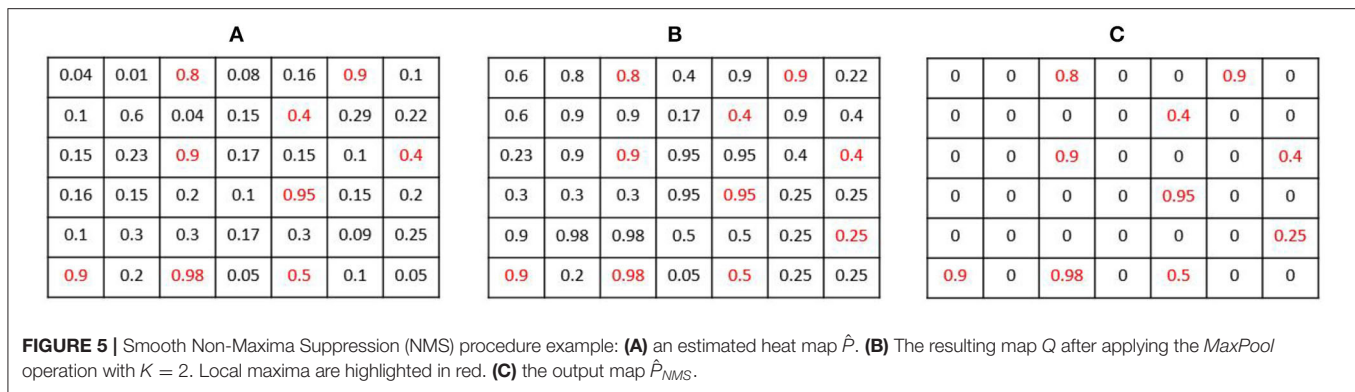 A
B
C
0.04 0.01 0.8 0.08 0.16 0.9 0.1
0.1 0.6 0.04 0.15 0.4 0.29 0.22
0.15 0.23 0.9 0.17 0.15 0.1 0.4
0.16 0.15 0.2 0.1 0.95 0.15 0.2
0.1 0.3 0.3 0.17 0.3 0.09 0.25
0.9 0.2 0.98 0.05 0.5 0.1 0.05
0.6 0.8 0.8 0.4 0.9 0.9 0.22
0.6 0.9 0.9 0.17 0.4 0.9 0.4
0.23 0.9 0.9 0.95 0.95 0.4 0.4
0.3 0.3 0.3 0.95 0.95 0.25 0.25
0.9 0.98 0.98 0.5 0.5 0.25 0.25
0.9 0.2 0.98 0.05 0.5 0.25 0.25
0 0 0.8 0 0 0.9 0
0 0 0 0 0.4 0 0
0 0 0.9 0 0 0 0.4
0 0 0 0 0.95 0 0
0 0 0 0 0 0 0.25
0.9 0 0.98 0 0.5 0 0
FIGURE 5 | Smooth Non-Maxima Suppression (NMS) procedure example: (A) an estimated heat map P̂. (B) The resulting map Q after applying the MaxPool
operation with K = 2. Local maxima are highlighted in red. (C) the output map P̂NMS.